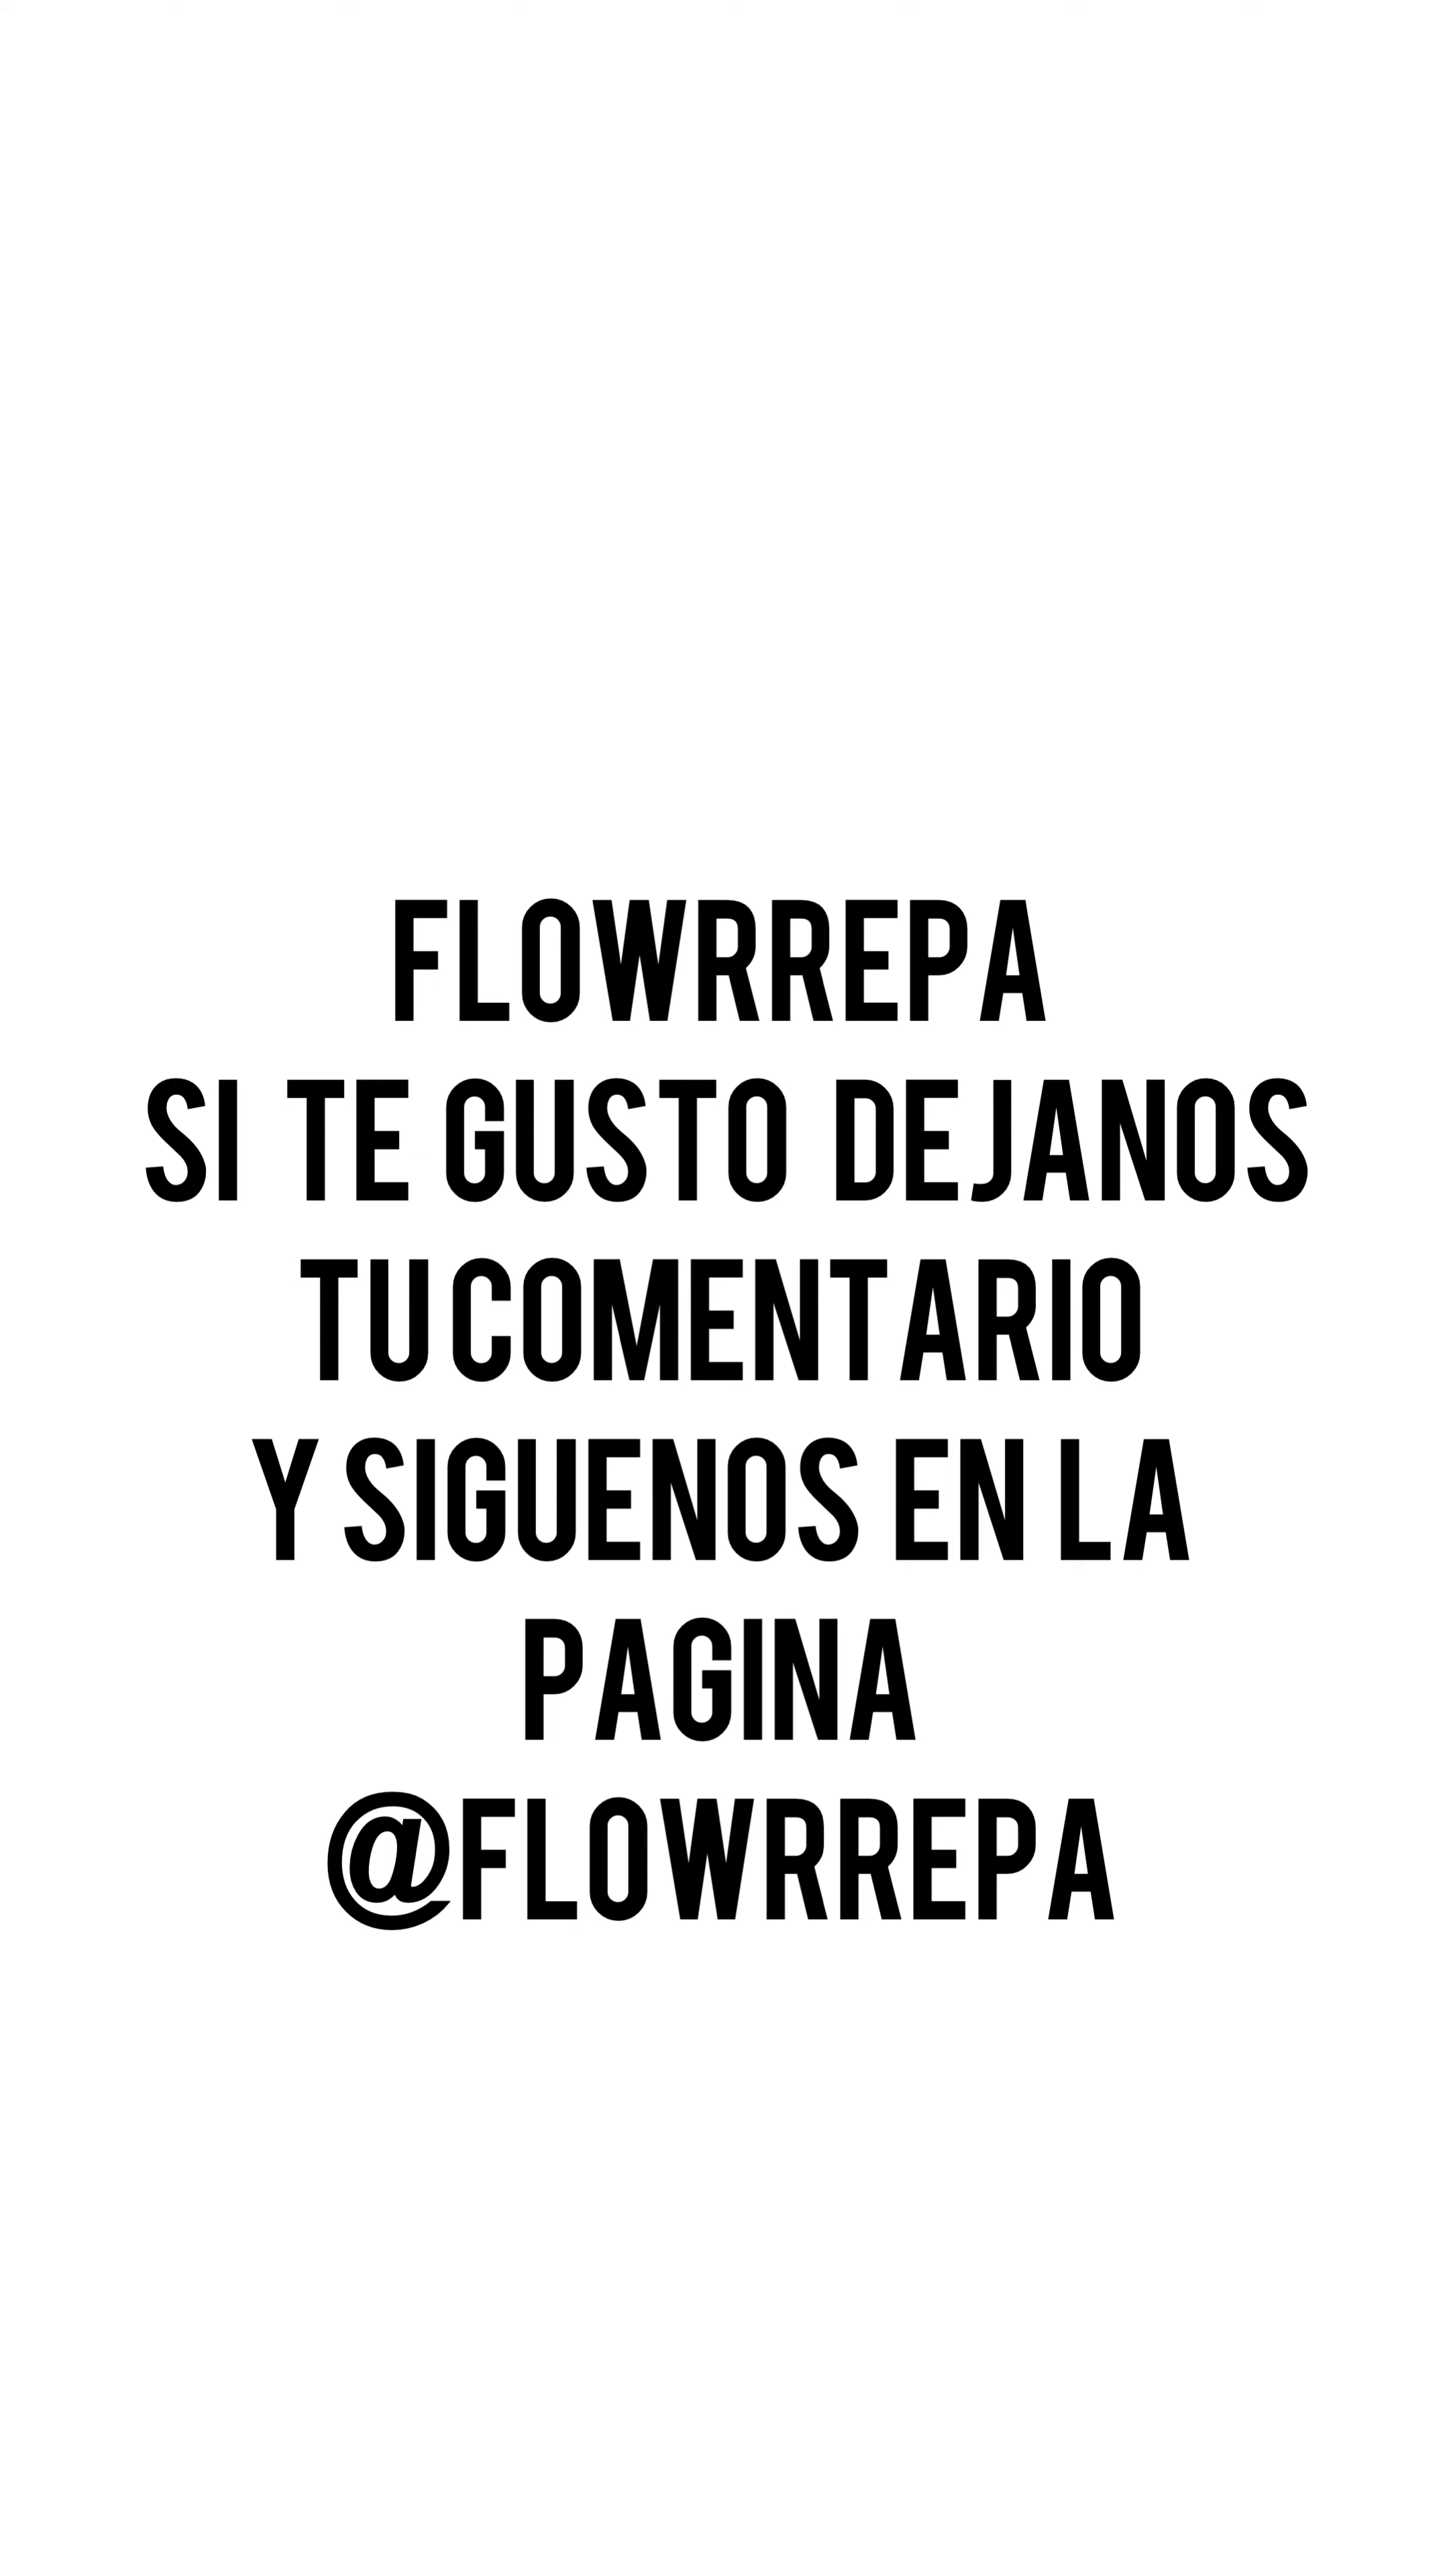 FLOWRREPA
SI TE GUSTO DEJANOS
TU COMENTARIO
Y SIGUENOS EN LA
PAGINA
@FLOWRREPA